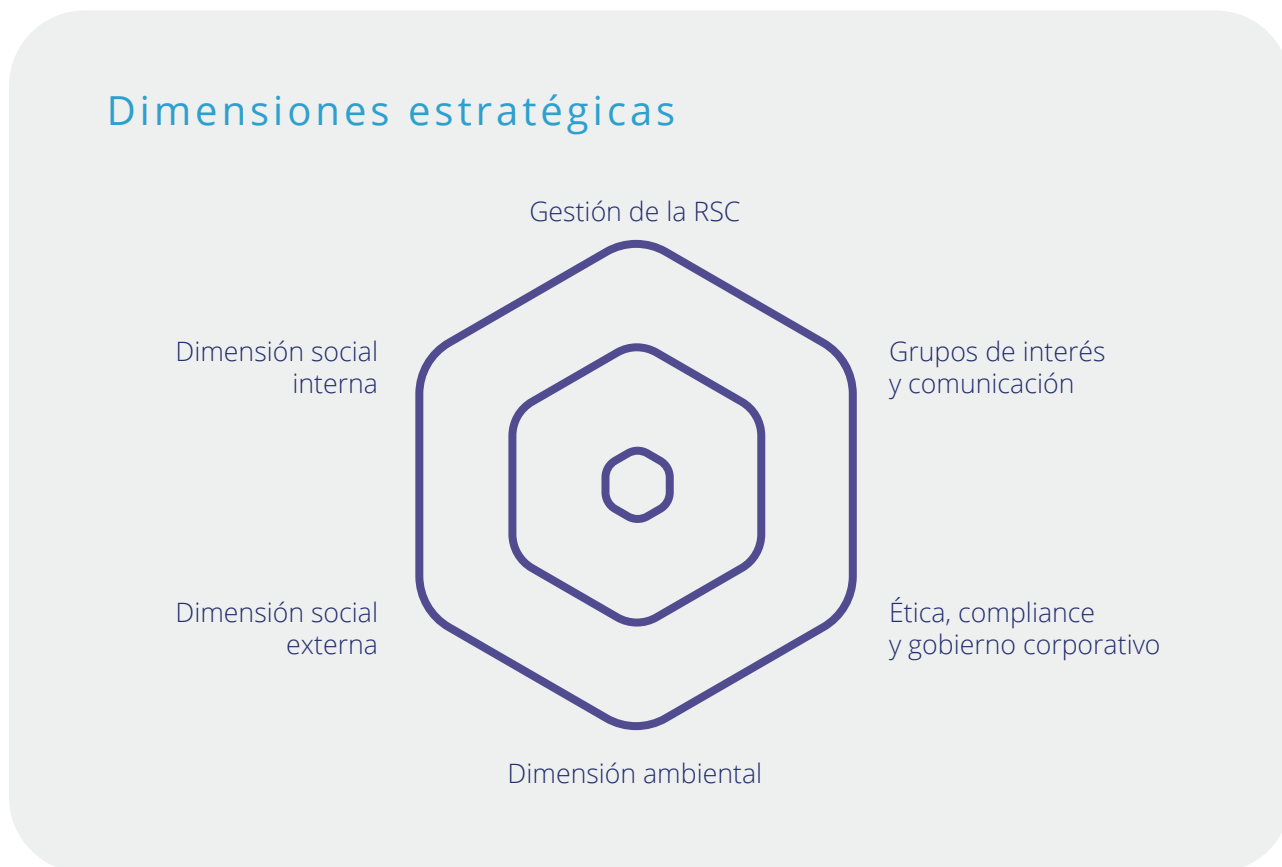 Dimensiones estratégicas
Gestión de la RSC
Dimensión social
interna
Grupos de interés
y comunicación
Dimensión social
externa
Ética, compliance
y gobierno corporativo
Dimensión ambiental